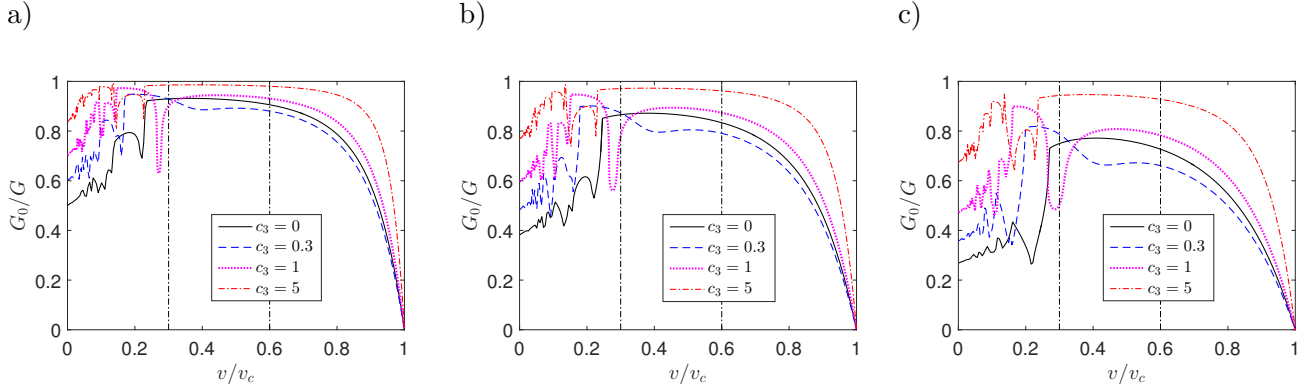 a)
G₀/G
1
0.8
0.6
0.4
0.2
0
0 0.2 0.4 0.6 0.8 1
v/v_c
c₃ = 0
c₃ = 0.3
c₃ = 1
c₃ = 5
b)
G₀/G
1
0.8
0.6
0.4
0.2
0
0 0.2 0.4 0.6 0.8 1
v/v_c
c₃ = 0
c₃ = 0.3
c₃ = 1
c₃ = 5
c)
G₀/G
1
0.8
0.6
0.4
0.2
0
0 0.2 0.4 0.6 0.8 1
v/v_c
c₃ = 0
c₃ = 0.3
c₃ = 1
c₃ = 5